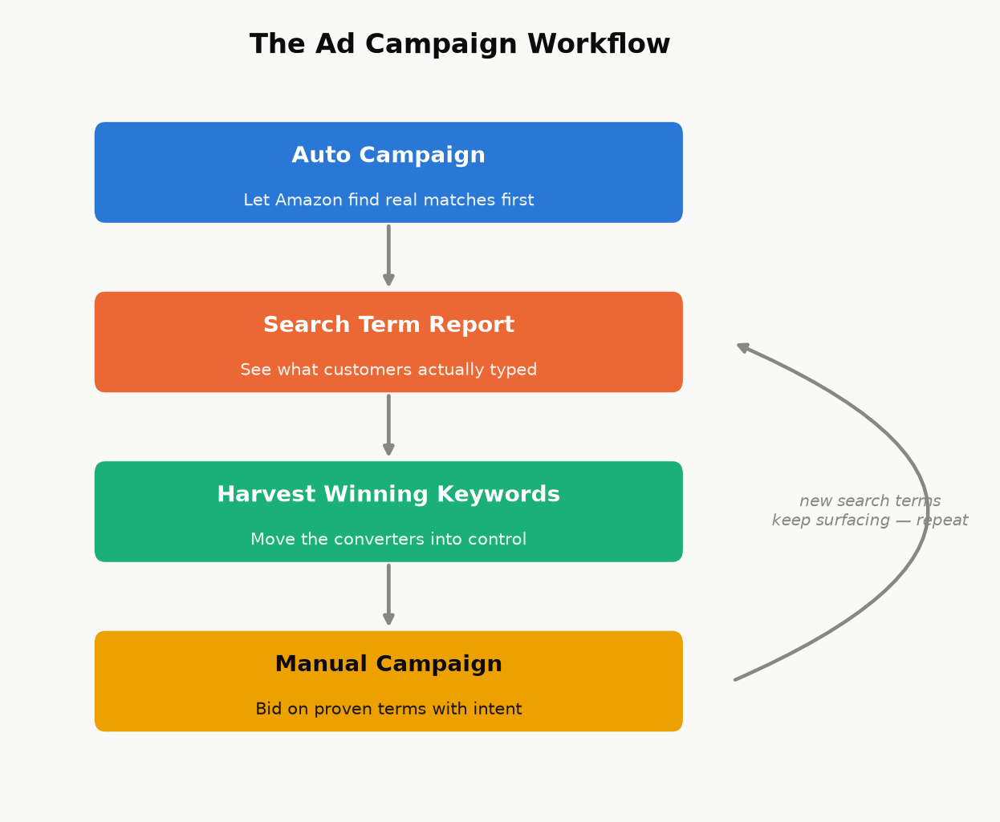 The Ad Campaign Workflow
Auto Campaign
Let Amazon find real matches first
Search Term Report
See what customers actually typed
Harvest Winning Keywords
Move the converters into control
new search terms
keep surfacing — repeat
Manual Campaign
Bid on proven terms with intent